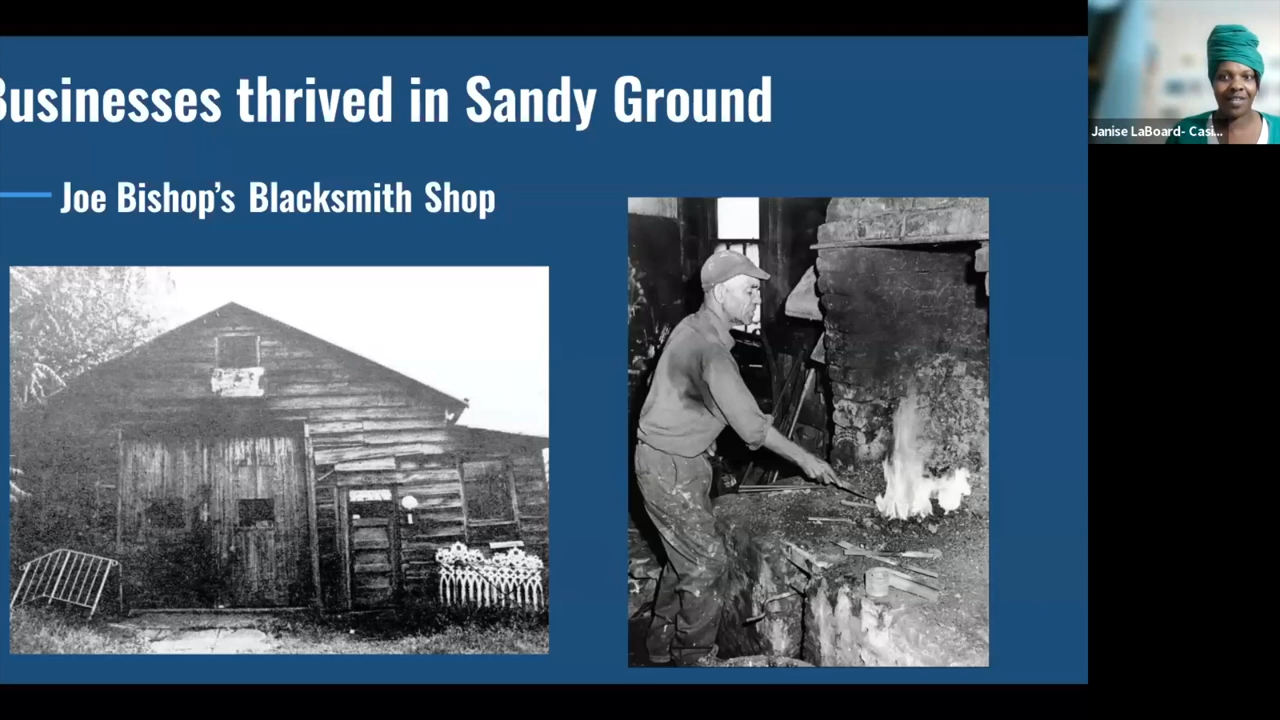 Businesses thrived in Sandy Ground
Joe Bishop's Blacksmith Shop
Janise LaBoard- Casi...